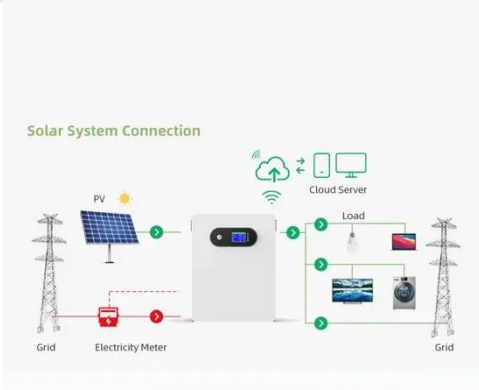 Solar System Connection
PV
Cloud Server
Load
Grid
Electricity Meter
Grid